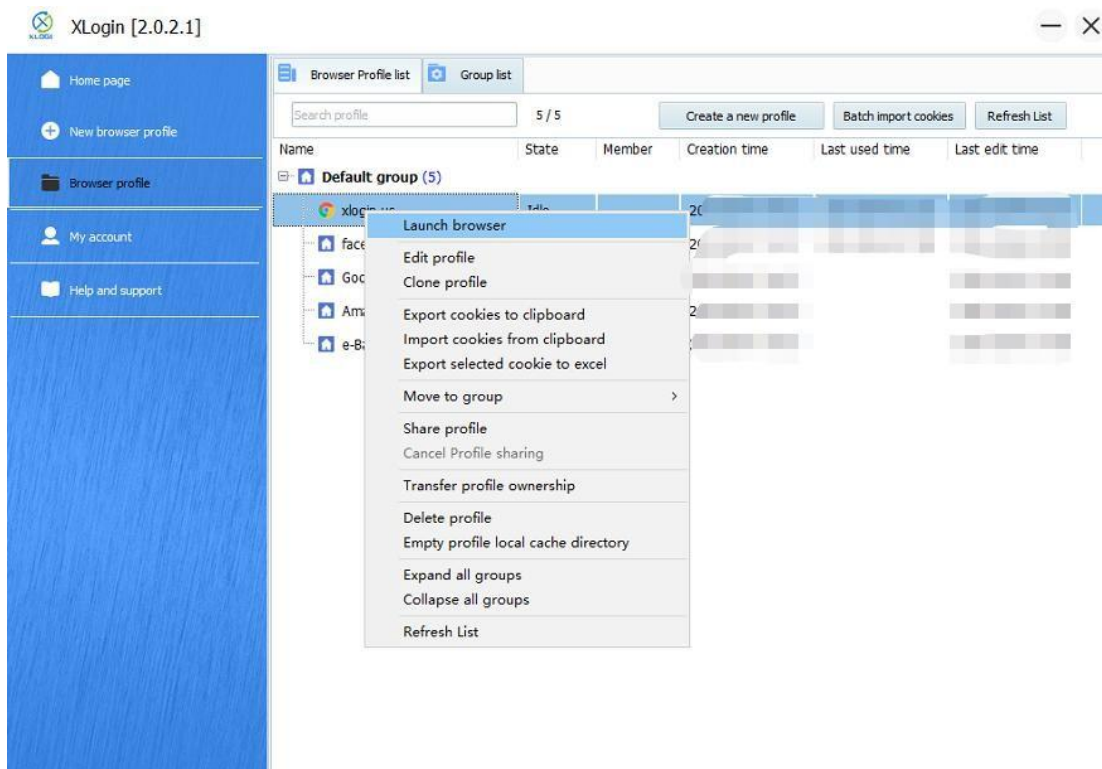 XLogin [2.0.2.1]
XLOGIN
Home page
New browser profile
Browser profile
My account
Help and support
Browser Profile list
Group list
Search profile
5 / 5
Create a new profile
Batch import cookies
Refresh List
Name State Member Creation time Last used time Last edit time
Default group (5)
Idle
20
Launch browser
Edit profile
Clone profile
Export cookies to clipboard
Import cookies from clipboard
Export selected cookie to excel
Move to group
Share profile
Cancel Profile sharing
Transfer profile ownership
Delete profile
Empty profile local cache directory
Expand all groups
Collapse all groups
Refresh List